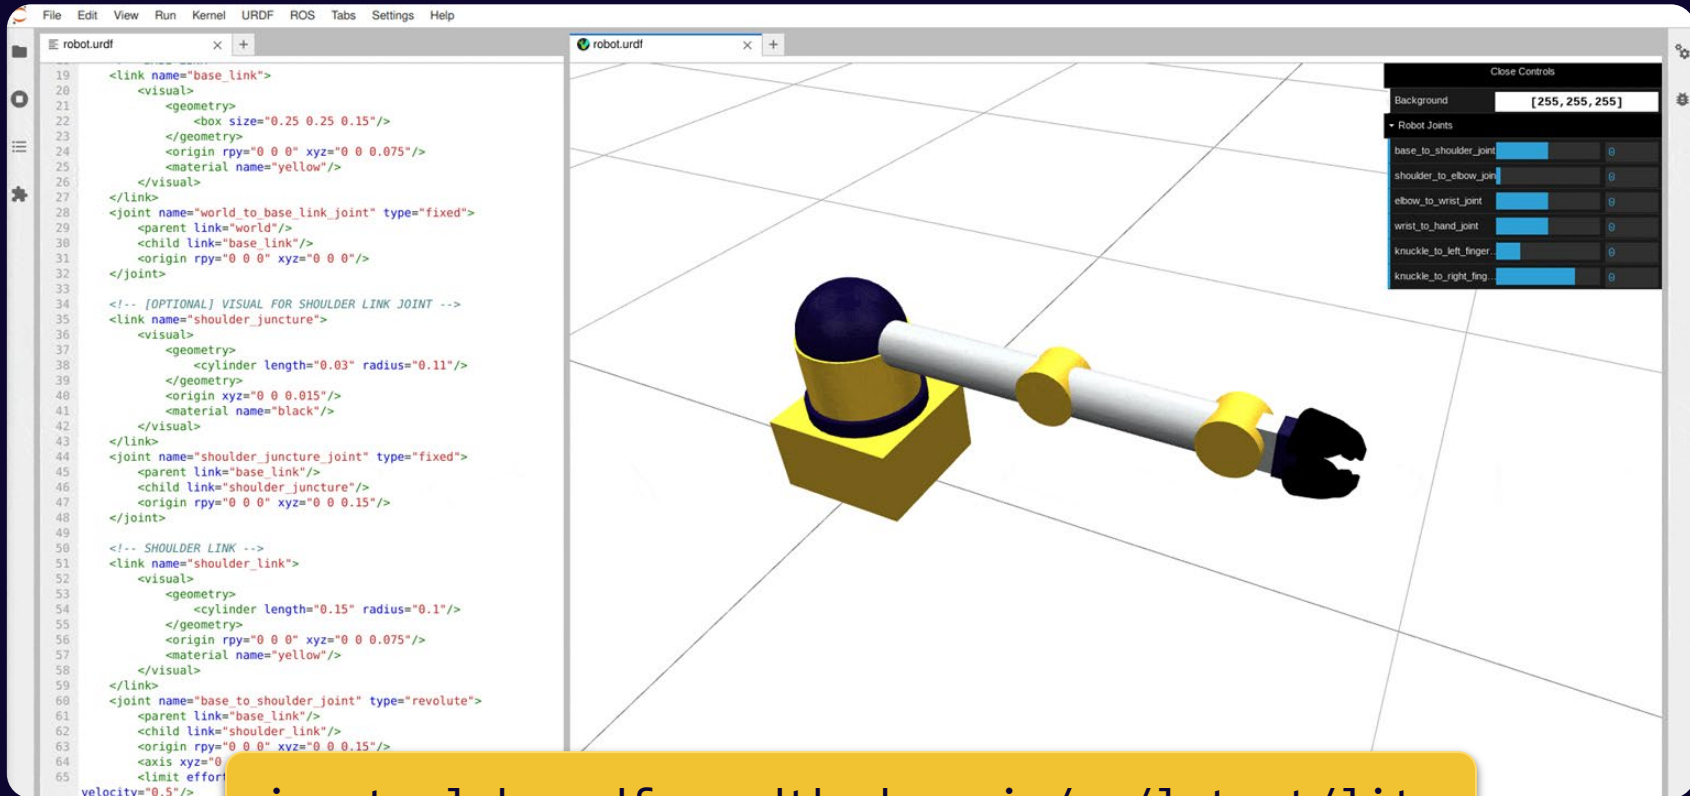 File Edit View Run Kernel URDF ROS Tabs Settings Help
robot.urdf
19 <link name="base_link">
20 <visual>
21 <geometry>
22 <box size="0.25 0.25 0.15"/>
23 </geometry>
24 <origin rpy="0 0 0" xyz="0 0 0.075"/>
25 <material name="yellow"/>
26 </visual>
27 </link>
28 <joint name="world_to_base_link_joint" type="fixed">
29 <parent link="world"/>
30 <child link="base_link"/>
31 <origin rpy="0 0 0" xyz="0 0 0"/>
32 </joint>
33
34 <!-- [OPTIONAL] VISUAL FOR SHOULDER LINK JOINT -->
35 <link name="shoulder_juncture">
36 <visual>
37 <geometry>
38 <cylinder length="0.03" radius="0.11"/>
39 </geometry>
40 <origin xyz="0 0 0.015"/>
41 <material name="black"/>
42 </visual>
43 </link>
44 <joint name="shoulder_juncture_joint" type="fixed">
45 <parent link="base_link"/>
46 <child link="shoulder_juncture"/>
47 <origin rpy="0 0 0" xyz="0 0 0.15"/>
48 </joint>
49
50 <!-- SHOULDER LINK -->
51 <link name="shoulder_link">
52 <visual>
53 <geometry>
54 <cylinder length="0.15" radius="0.1"/>
55 </geometry>
56 <origin rpy="0 0 0" xyz="0 0 0.075"/>
57 <material name="yellow"/>
58 </visual>
59 </link>
60 <joint name="base_to_shoulder_joint" type="revolute">
61 <parent link="base_link"/>
62 <child link="shoulder_link"/>
63 <origin rpy="0 0 0" xyz="0 0 0.15"/>
64 <axis xyz="0
65 <limit effort
velocity="0.5"/>
robot.urdf
Close Controls
Background [255,255,255]
Robot Joints
base_to_shoulder_joint 0
shoulder_to_elbow_join 0
elbow_to_wrist_joint 0
wrist_to_hand_joint 0
knuckle_to_left_finger... 0
knuckle_to_right_fing... 0